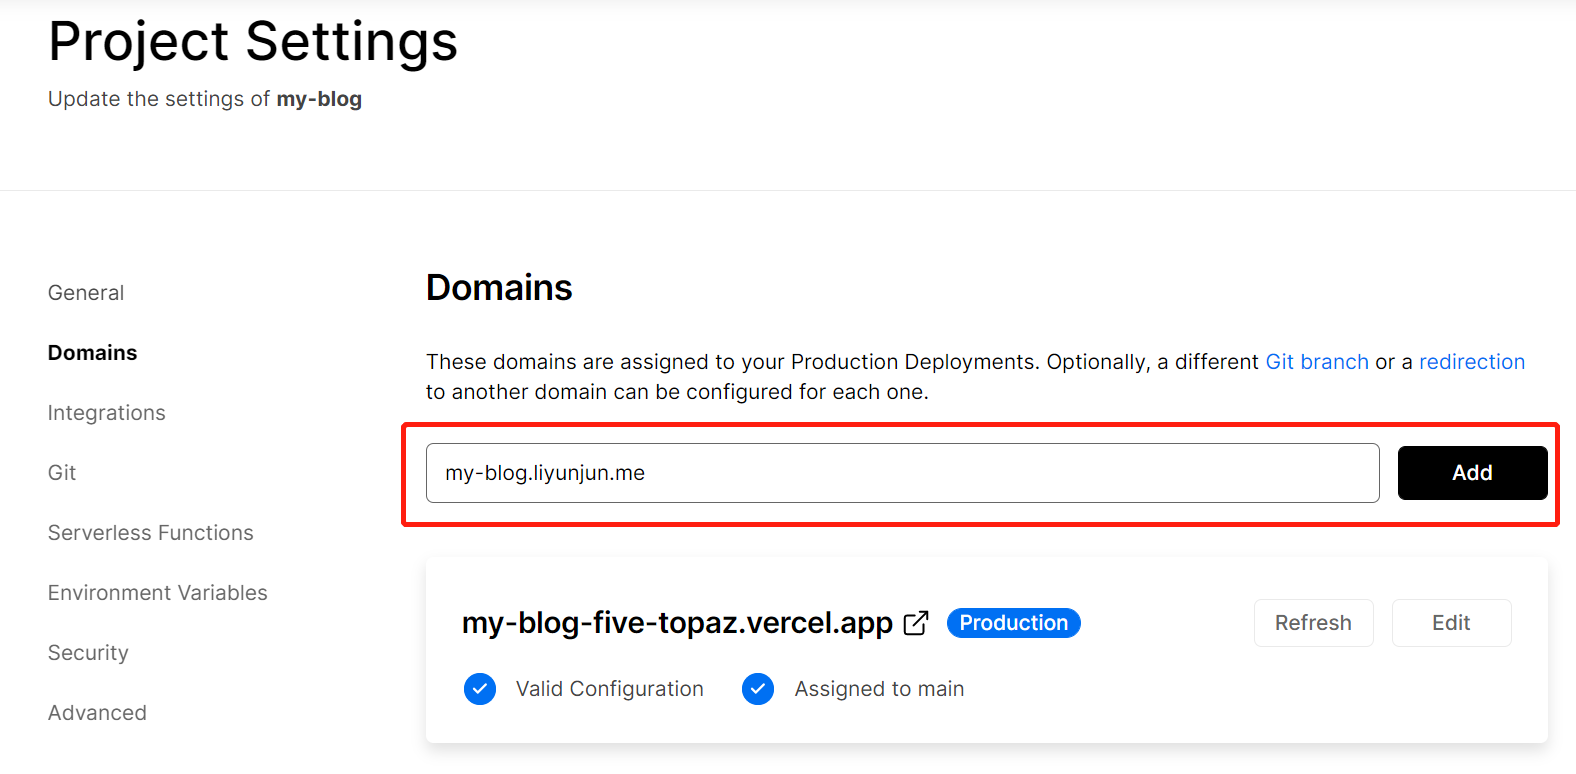 Project Settings
Update the settings of my-blog
General
Domains
Integrations
Git
Serverless Functions
Environment Variables
Security
Advanced
Domains
These domains are assigned to your Production Deployments. Optionally, a different Git branch or a redirection
to another domain can be configured for each one.
my-blog.liyunjun.me
Add
my-blog-five-topaz.vercel.app Production
Refresh
Edit
Valid Configuration
Assigned to main